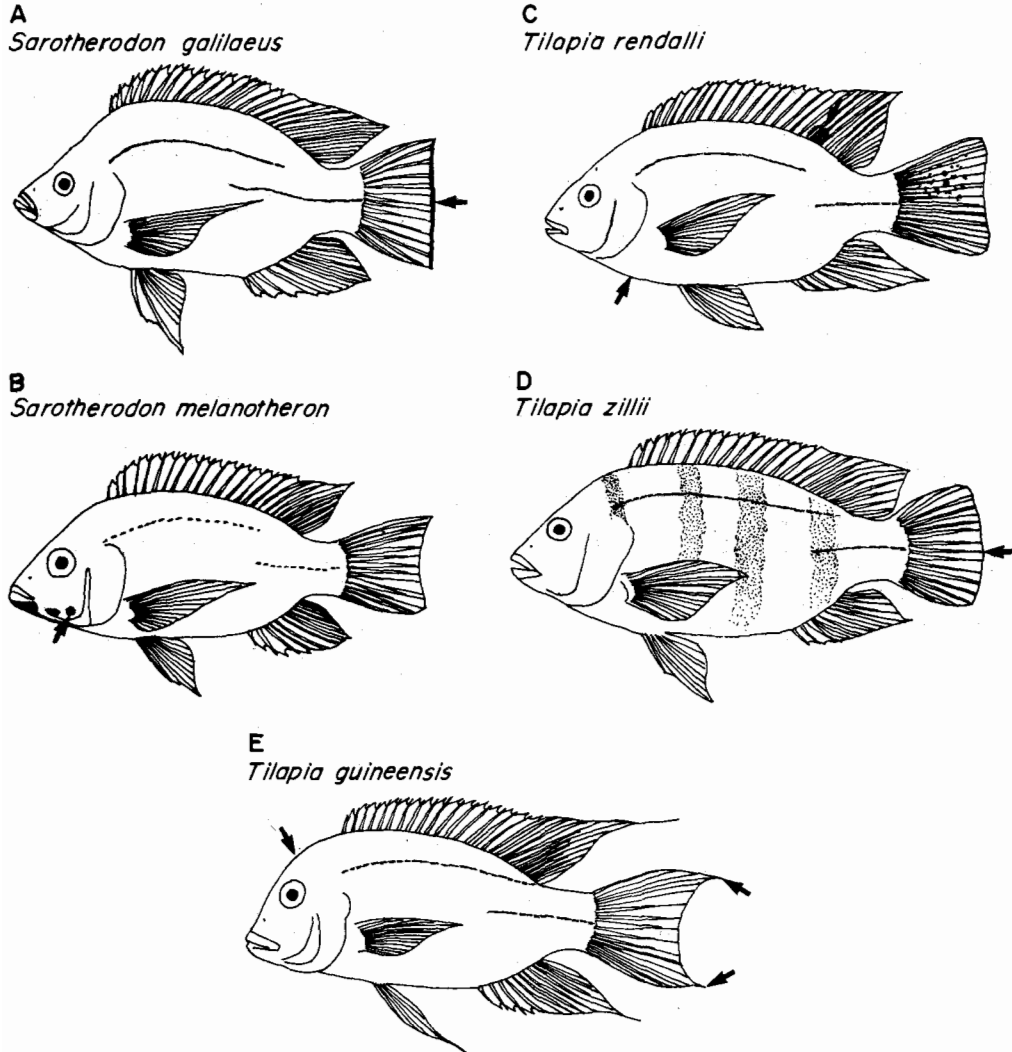 A
Sarotherodon galilaeus
B
Sarotherodon melanotheron
C
Tilapia rendalli
D
Tilapia zillii
E
Tilapia guineensis